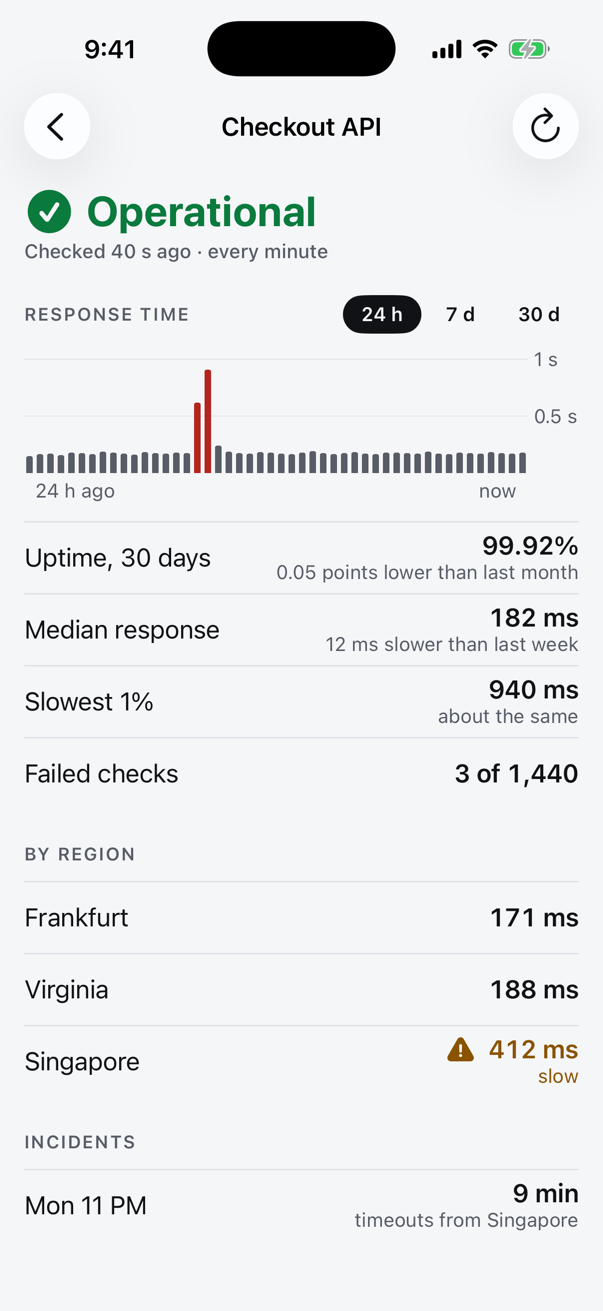 9:41
Checkout API
Operational
Checked 40 s ago · every minute
RESPONSE TIME 24 h 7 d 30 d
1 s
0.5 s
24 h ago now
Uptime, 30 days 99.92%
0.05 points lower than last month
Median response 182 ms
12 ms slower than last week
Slowest 1% 940 ms
about the same
Failed checks 3 of 1,440
BY REGION
Frankfurt 171 ms
Virginia 188 ms
Singapore 412 ms
slow
INCIDENTS
Mon 11 PM 9 min
timeouts from Singapore